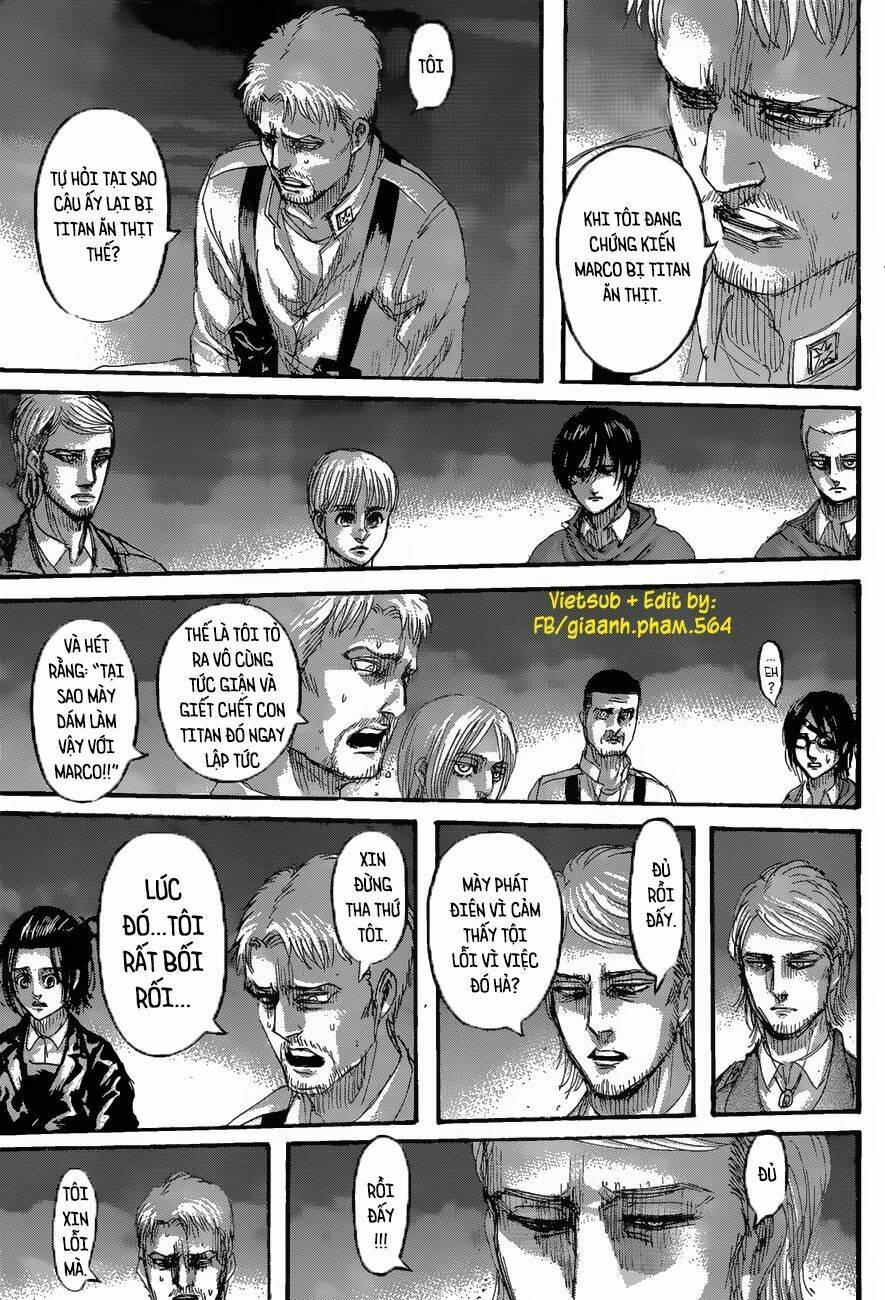 KHI TÔI ĐANG
CHỨNG KIẾN
MARCO BỊ TITAN
ĂN THỊT.
TÔI
TỰ HỎI TẠI SAO
CẬU ẤY LẠI BỊ
TITAN ĂN THỊT
THẾ?
Vietsub + Edit by:
FB/giaanh.pham.564
EH
?
THẾ LÀ TÔI TỎ
RA VÔ CÙNG
TỨC GIẬN VÀ
GIẾT CHẾT CON
TITAN ĐÓ NGAY
LẬP TỨC
VÀ HÉT
RẰNG: "TẠI
SAO MÀY
DÁM LÀM
VẬY VỚI
MARCO!!"
ĐỦ
RỒI
ĐẤY.
MÀY PHÁT
ĐIÊN VÌ CẢM
THẤY TỘI
LỖI VÌ VIỆC
ĐÓ HẢ?
XIN
ĐỪNG
THA THỨ
TÔI.
LÚC
ĐÓ...TÔI
RẤT BỐI
RỐI...
ĐỦ
RỒI
ĐẤY
!!!
TÔI
XIN
LỖI
MÀ.